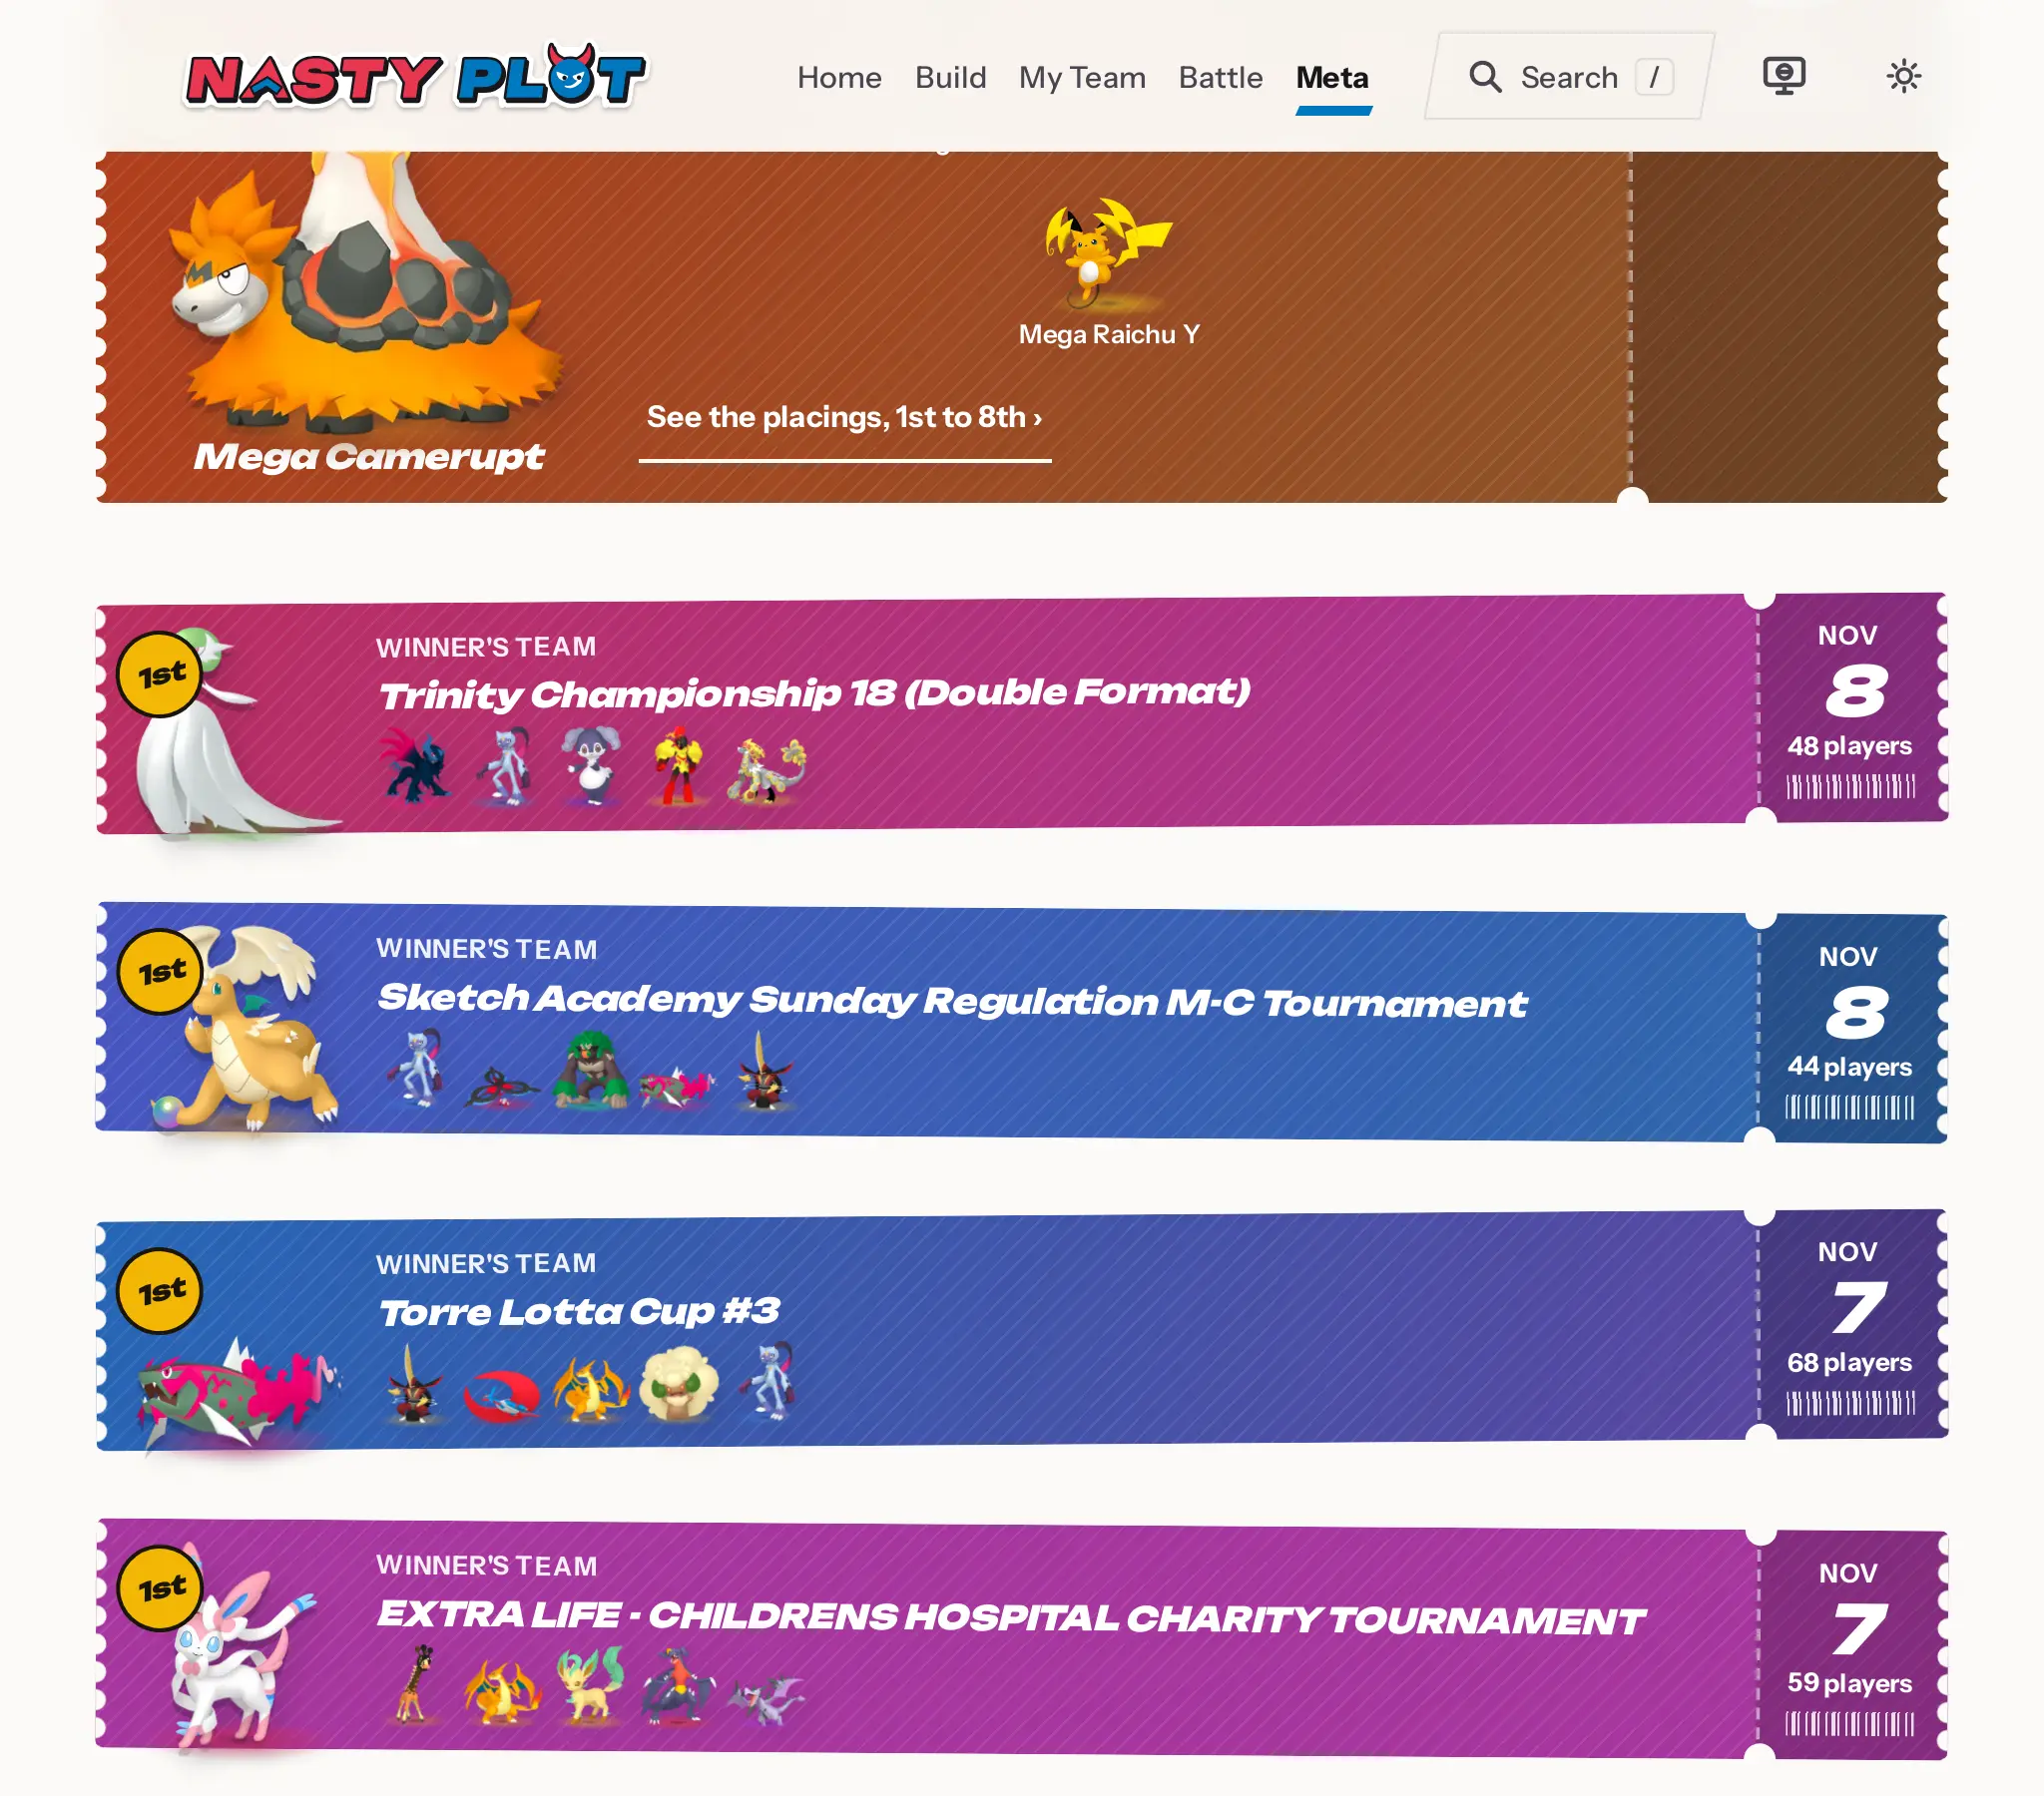 NASTY PLOT
Home Build My Team Battle Meta Search /
Mega Raichu Y
See the placings, 1st to 8th ›
Mega Camerupt
1st
WINNER'S TEAM
Trinity Championship 18 (Double Format)
NOV
8
48 players
1st
WINNER'S TEAM
Sketch Academy Sunday Regulation M-C Tournament
NOV
8
44 players
1st
WINNER'S TEAM
Torre Lotta Cup #3
NOV
7
68 players
1st
WINNER'S TEAM
EXTRA LIFE - CHILDRENS HOSPITAL CHARITY TOURNAMENT
NOV
7
59 players